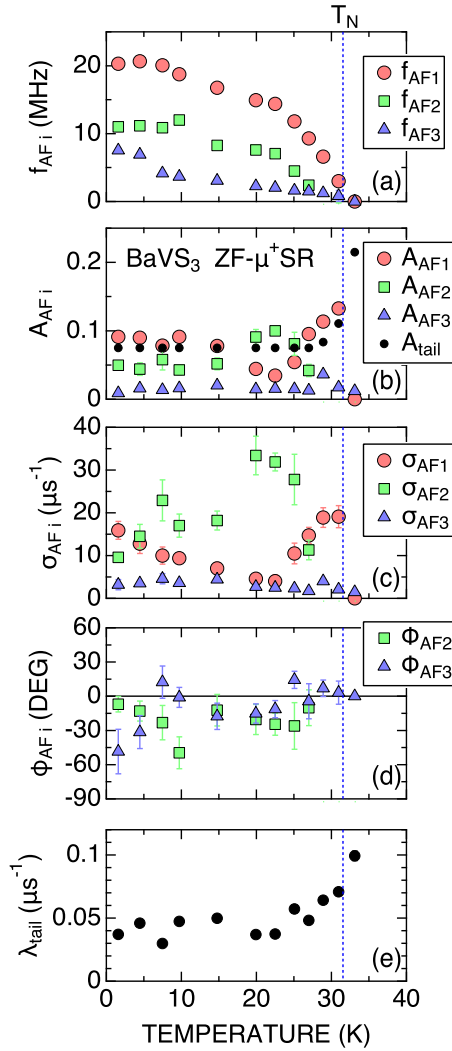 T_N
f_AF i (MHz)
20
10
0
f_AF1
f_AF2
f_AF3
(a)
A_AF i
0.2
0.1
0
BaVS₃ ZF-μ⁺SR
A_AF1
A_AF2
A_AF3
A_tail
(b)
σ_AF i (μs⁻¹)
40
30
20
10
0
σ_AF1
σ_AF2
σ_AF3
(c)
Φ_AF i (DEG)
60
30
0
-30
-60
-90
Φ_AF2
Φ_AF3
(d)
λ_tail (μs⁻¹)
0.1
0.05
0
(e)
0 10 20 30 40
TEMPERATURE (K)